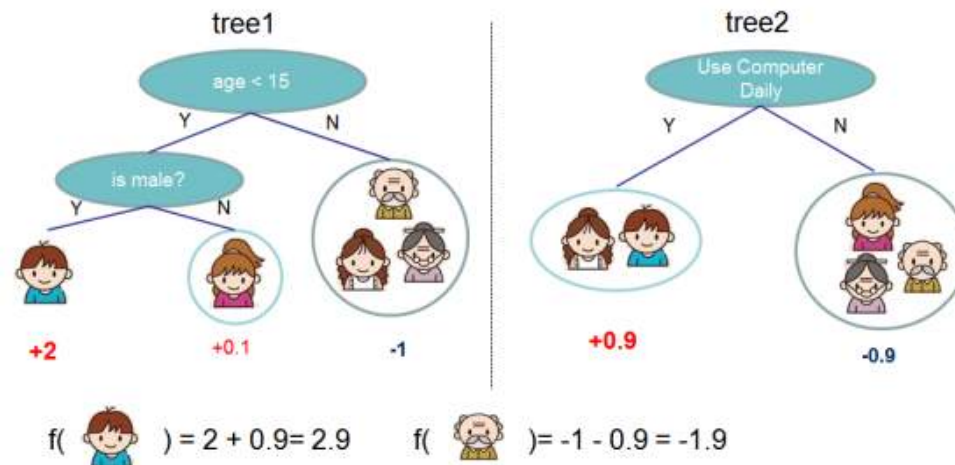 tree1
age < 15
Y
N
is male?
Y
N
+2
+0.1
-1
tree2
Use Computer
Daily
Y
N
+0.9
-0.9
f( ) = 2 + 0.9= 2.9
f( )= -1 - 0.9 = -1.9